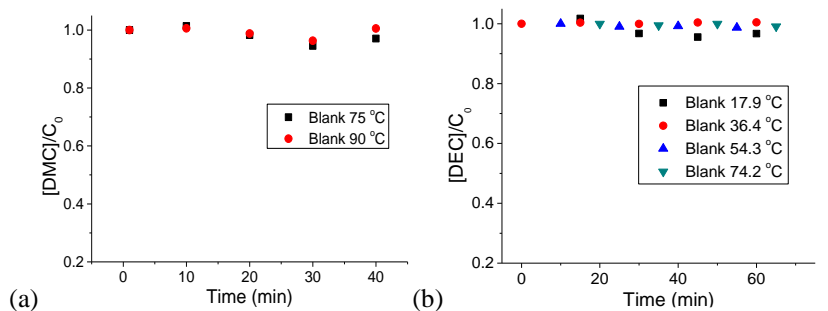 [DMC]/C₀
1.0
0.8
0.6
0.4
0.2
0
10
20
30
40
Time (min)
Blank 75 °C
Blank 90 °C
(a)
[DEC]/C₀
1.0
0.8
0.6
0.4
0.2
0
20
40
60
Time (min)
Blank 17.9 °C
Blank 36.4 °C
Blank 54.3 °C
Blank 74.2 °C
(b)